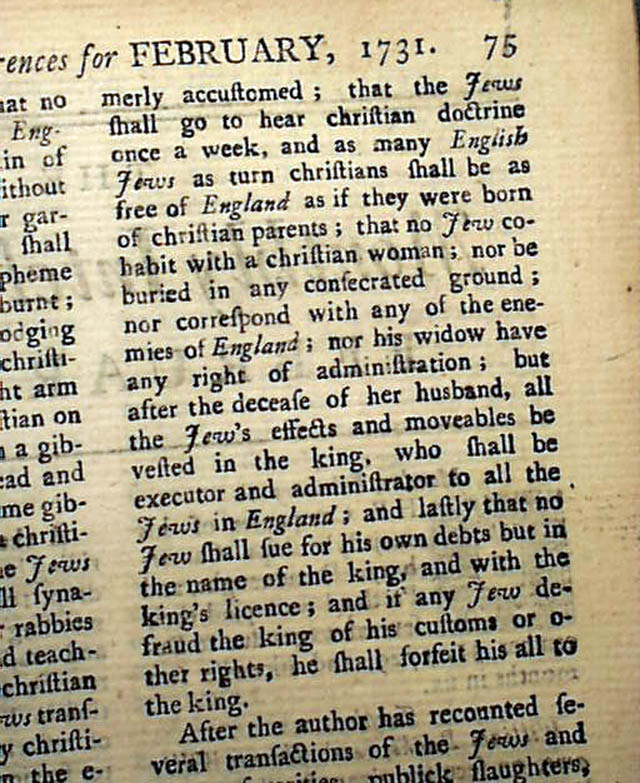 rences for FEBRUARY, 1731. 75
at no
Eng-
in of
ithout
r gar-
ſhall
pheme
burnt ;
odging
chriſti-
ht arm
ſtian on
a gib-
ead and
me gib-
chriſti-
e Jews
ll ſyna-
r rabbies
d teach-
chriſtian
ws tranſ-
y chriſti-
the e-
merly accuſtomed ; that the Jews
ſhall go to hear chriſtian doctrine
once a week, and as many Engliſh
Jews as turn chriſtians ſhall be as
free of England as if they were born
of chriſtian parents ; that no Jew co-
habit with a chriſtian woman ; nor be
buried in any conſecrated ground ;
nor correſpond with any of the ene-
mies of England ; nor his widow have
any right of adminiſtration ; but
after the deceaſe of her husband, all
the Jew's effects and moveables be
veſted in the king, who ſhall be
executor and adminiſtrator to all the
Jews in England ; and laſtly that no
Jew ſhall ſue for his own debts but in
the name of the king, and with the
king's licence ; and if any Jew de-
fraud the king of his cuſtoms or o-
ther rights, he ſhall forfeit his all to
the king.
After the author has recounted ſe-
veral tranſactions of the Jews and
publick ſlaughters,